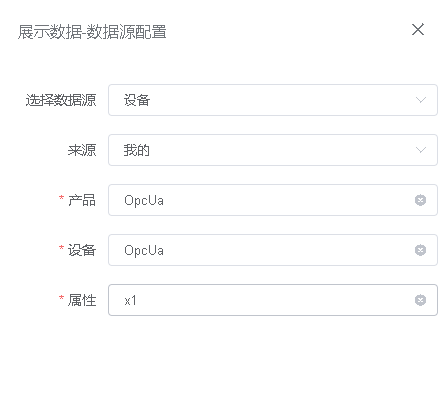 展示数据-数据源配置
选择数据源 设备
来源 我的
* 产品 OpcUa
* 设备 OpcUa
* 属性 x1